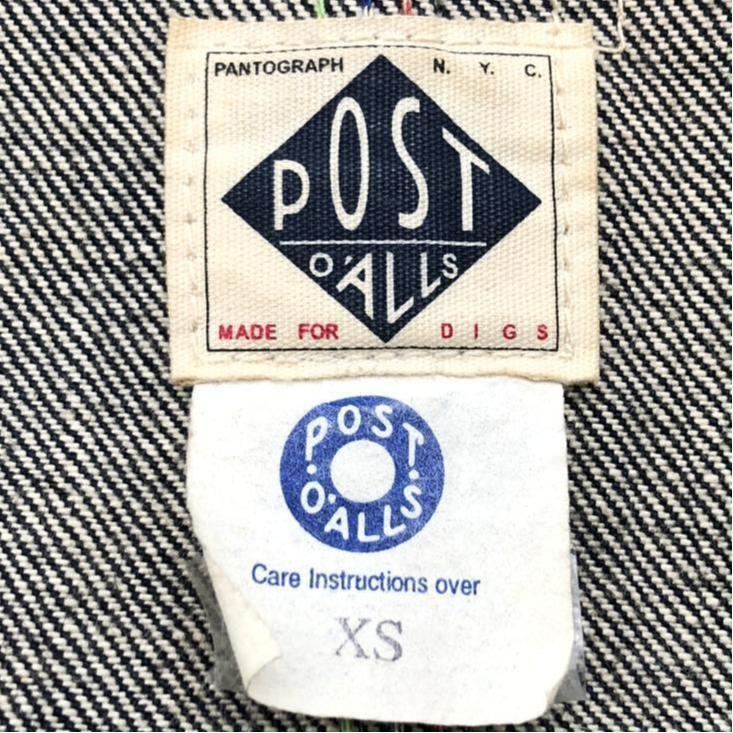 PANTOGRAPH N. Y. C.
POST
O'ALLS
MADE FOR DIGS
POST
O'ALLS
Care Instructions over
XS